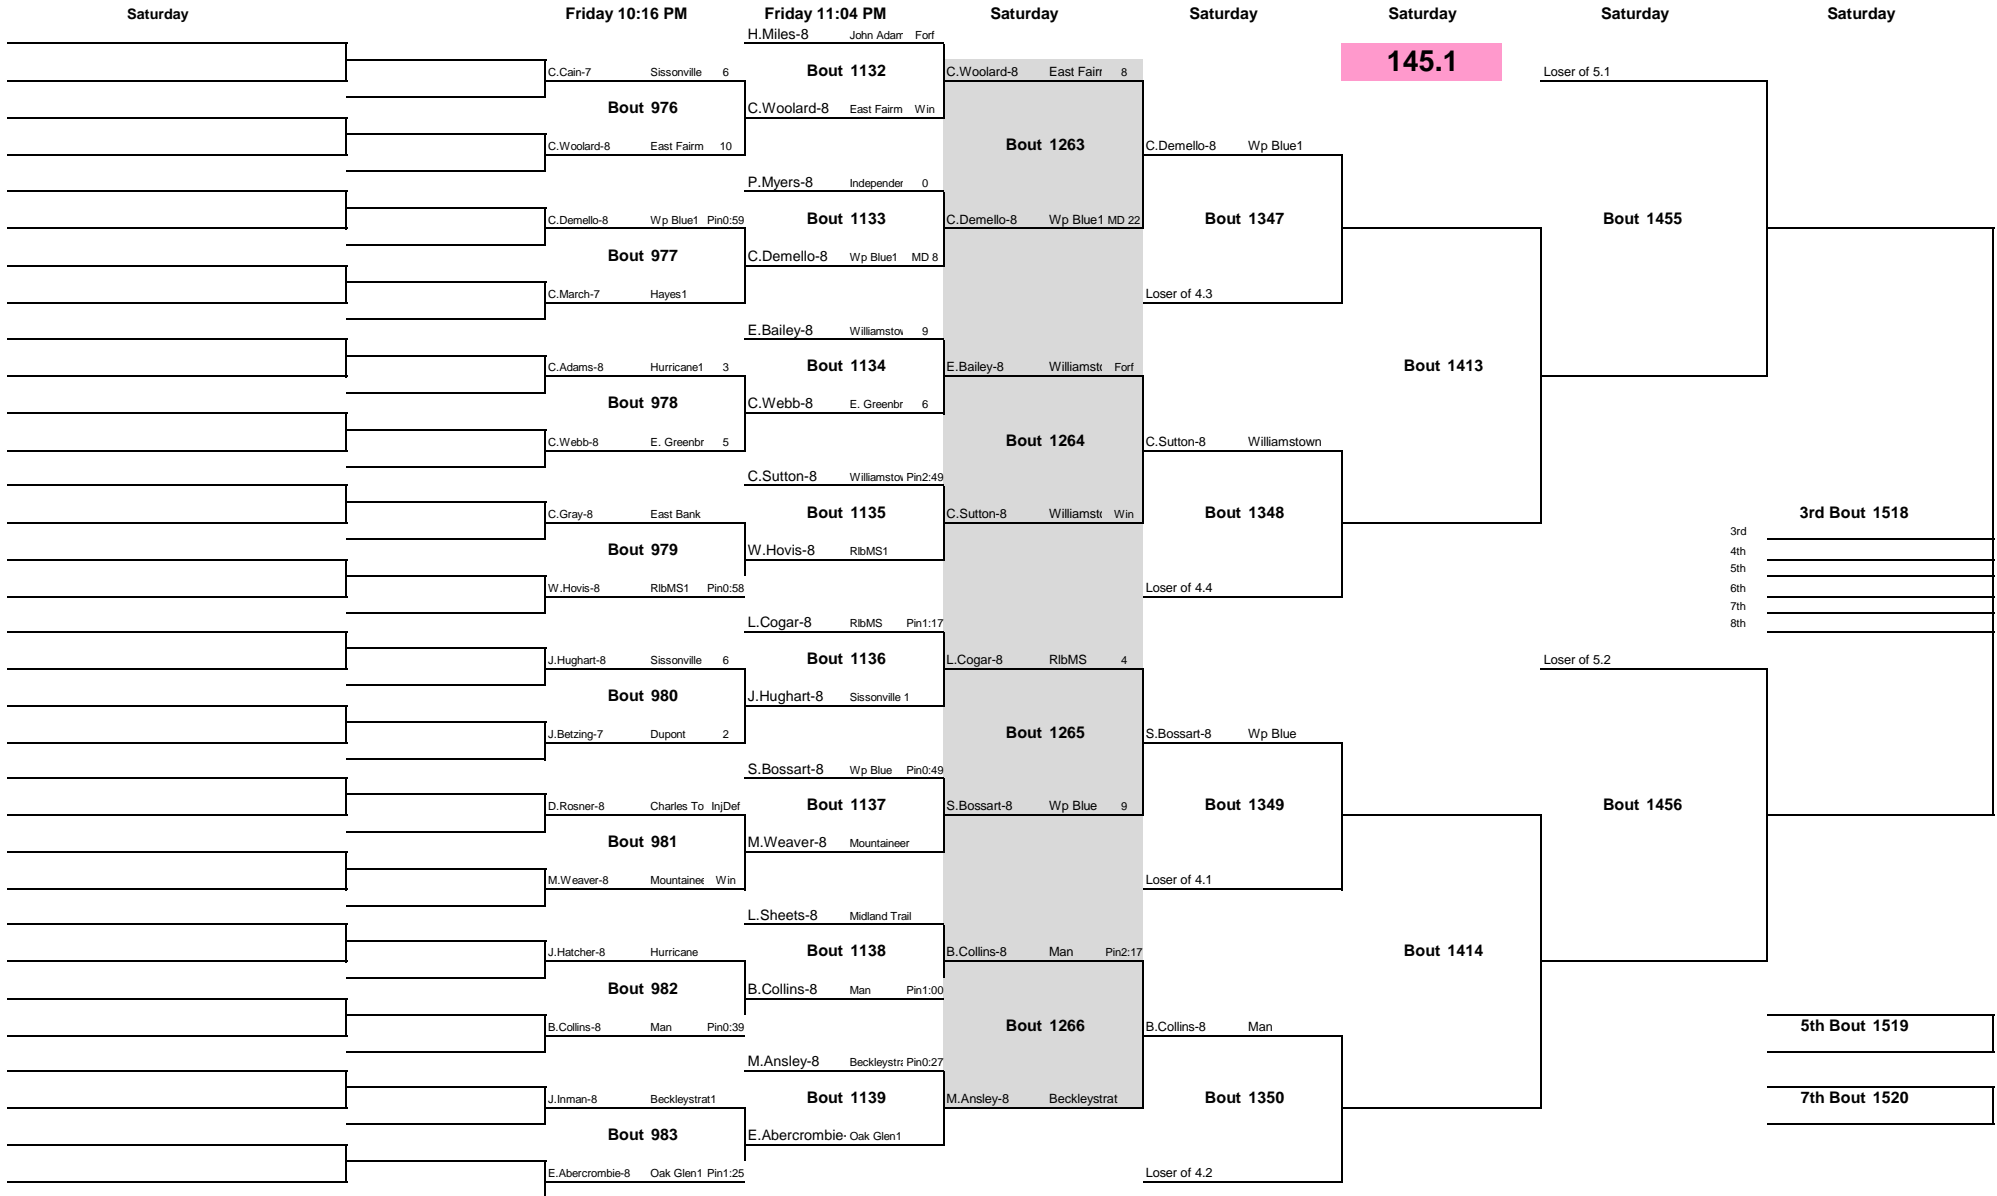 Saturday Friday 10:16 PM Friday 11:04 PM Saturday Saturday Saturday Saturday Saturday
H.Miles-8 John Adar Forf
145.1
C.Cain-7 Sissonville 6 Bout 1132 C.Woolard-8 East Fairr 8 Loser of 5.1
Bout 976 C.Woolard-8 East Fairm Win
C.Woolard-8 East Fairm 10 Bout 1263 C.Demello-8 Wp Blue1
P.Myers-8 Independer 0
C.Demello-8 Wp Blue1 Pin0:59 Bout 1133 C.Demello-8 Wp Blue1 MD 22 Bout 1347 Bout 1455
Bout 977 C.Demello-8 Wp Blue1 MD 8
C.March-7 Hayes1 Loser of 4.3
E.Bailey-8 Williamstov 9
C.Adams-8 Hurricane1 3 Bout 1134 E.Bailey-8 Williamstc Forf Bout 1413
Bout 978 C.Webb-8 E. Greenbr 6
C.Webb-8 E. Greenbr 5 Bout 1264 C.Sutton-8 Williamstown
C.Sutton-8 Williamstov Pin2:49
C.Gray-8 East Bank Bout 1135 C.Sutton-8 Williamstc Win Bout 1348 3rd Bout 1518
3rd
Bout 979 W.Hovis-8 RlbMS1 4th
5th
W.Hovis-8 RlbMS1 Pin0:58 Loser of 4.4 6th
7th
L.Cogar-8 RlbMS Pin1:17 8th
J.Hughart-8 Sissonville 6 Bout 1136 L.Cogar-8 RlbMS 4 Loser of 5.2
Bout 980 J.Hughart-8 Sissonville 1
J.Betzing-7 Dupont 2 Bout 1265 S.Bossart-8 Wp Blue
S.Bossart-8 Wp Blue Pin0:49
D.Rosner-8 Charles To InjDef Bout 1137 S.Bossart-8 Wp Blue 9 Bout 1349 Bout 1456
Bout 981 M.Weaver-8 Mountaineer
M.Weaver-8 Mountainee Win Loser of 4.1
L.Sheets-8 Midland Trail
J.Hatcher-8 Hurricane Bout 1138 B.Collins-8 Man Pin2:17 Bout 1414
Bout 982 B.Collins-8 Man Pin1:00
B.Collins-8 Man Pin0:39 Bout 1266 B.Collins-8 Man 5th Bout 1519
M.Ansley-8 Beckleystra Pin0:27
J.Inman-8 Beckleystrat1 Bout 1139 M.Ansley-8 Beckleystrat Bout 1350 7th Bout 1520
Bout 983 E.Abercrombie- Oak Glen1
E.Abercrombie-8 Oak Glen1 Pin1:25 Loser of 4.2